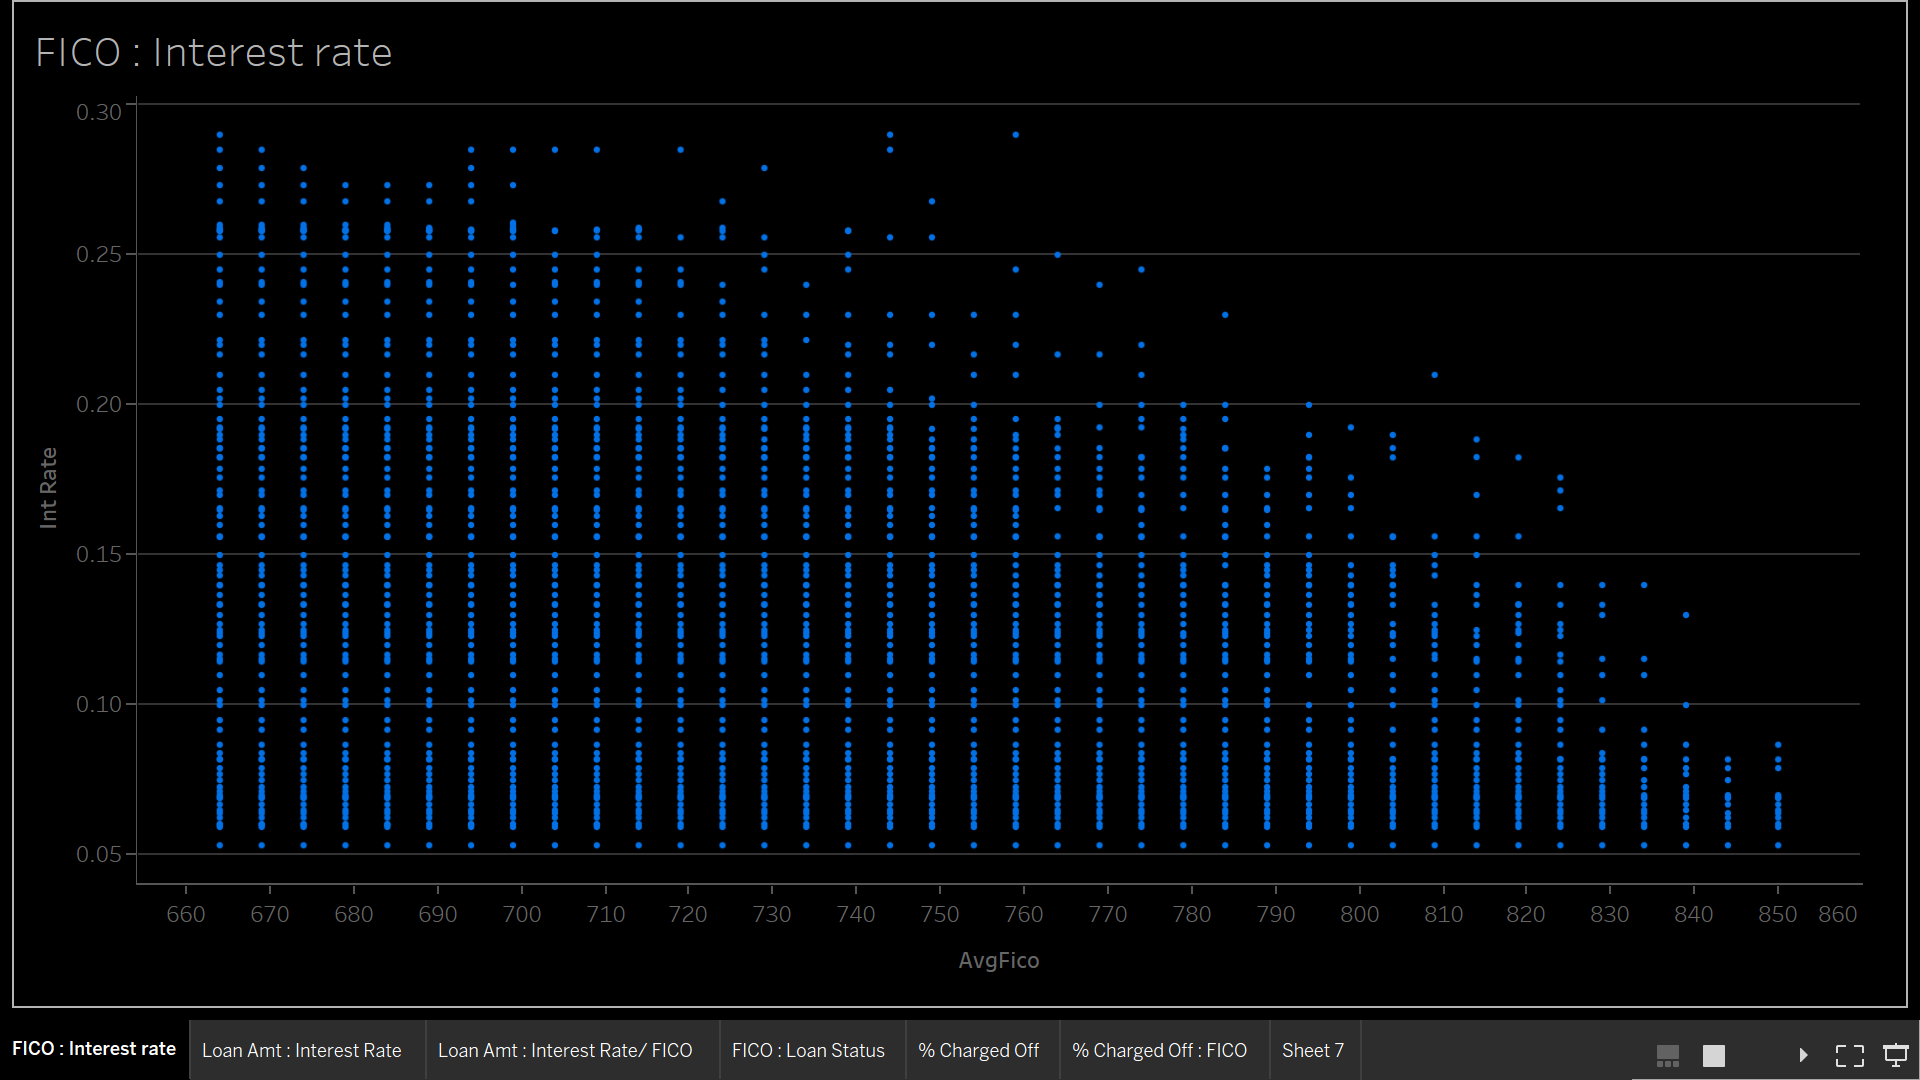 FICO : Interest rate
0.30
0.25
0.20
0.15
0.10
0.05
Int Rate
660 670 680 690 700 710 720 730 740 750 760 770 780 790 800 810 820 830 840 850 860
AvgFico
FICO : Interest rate Loan Amt : Interest Rate Loan Amt : Interest Rate/ FICO FICO : Loan Status % Charged Off % Charged Off : FICO Sheet 7